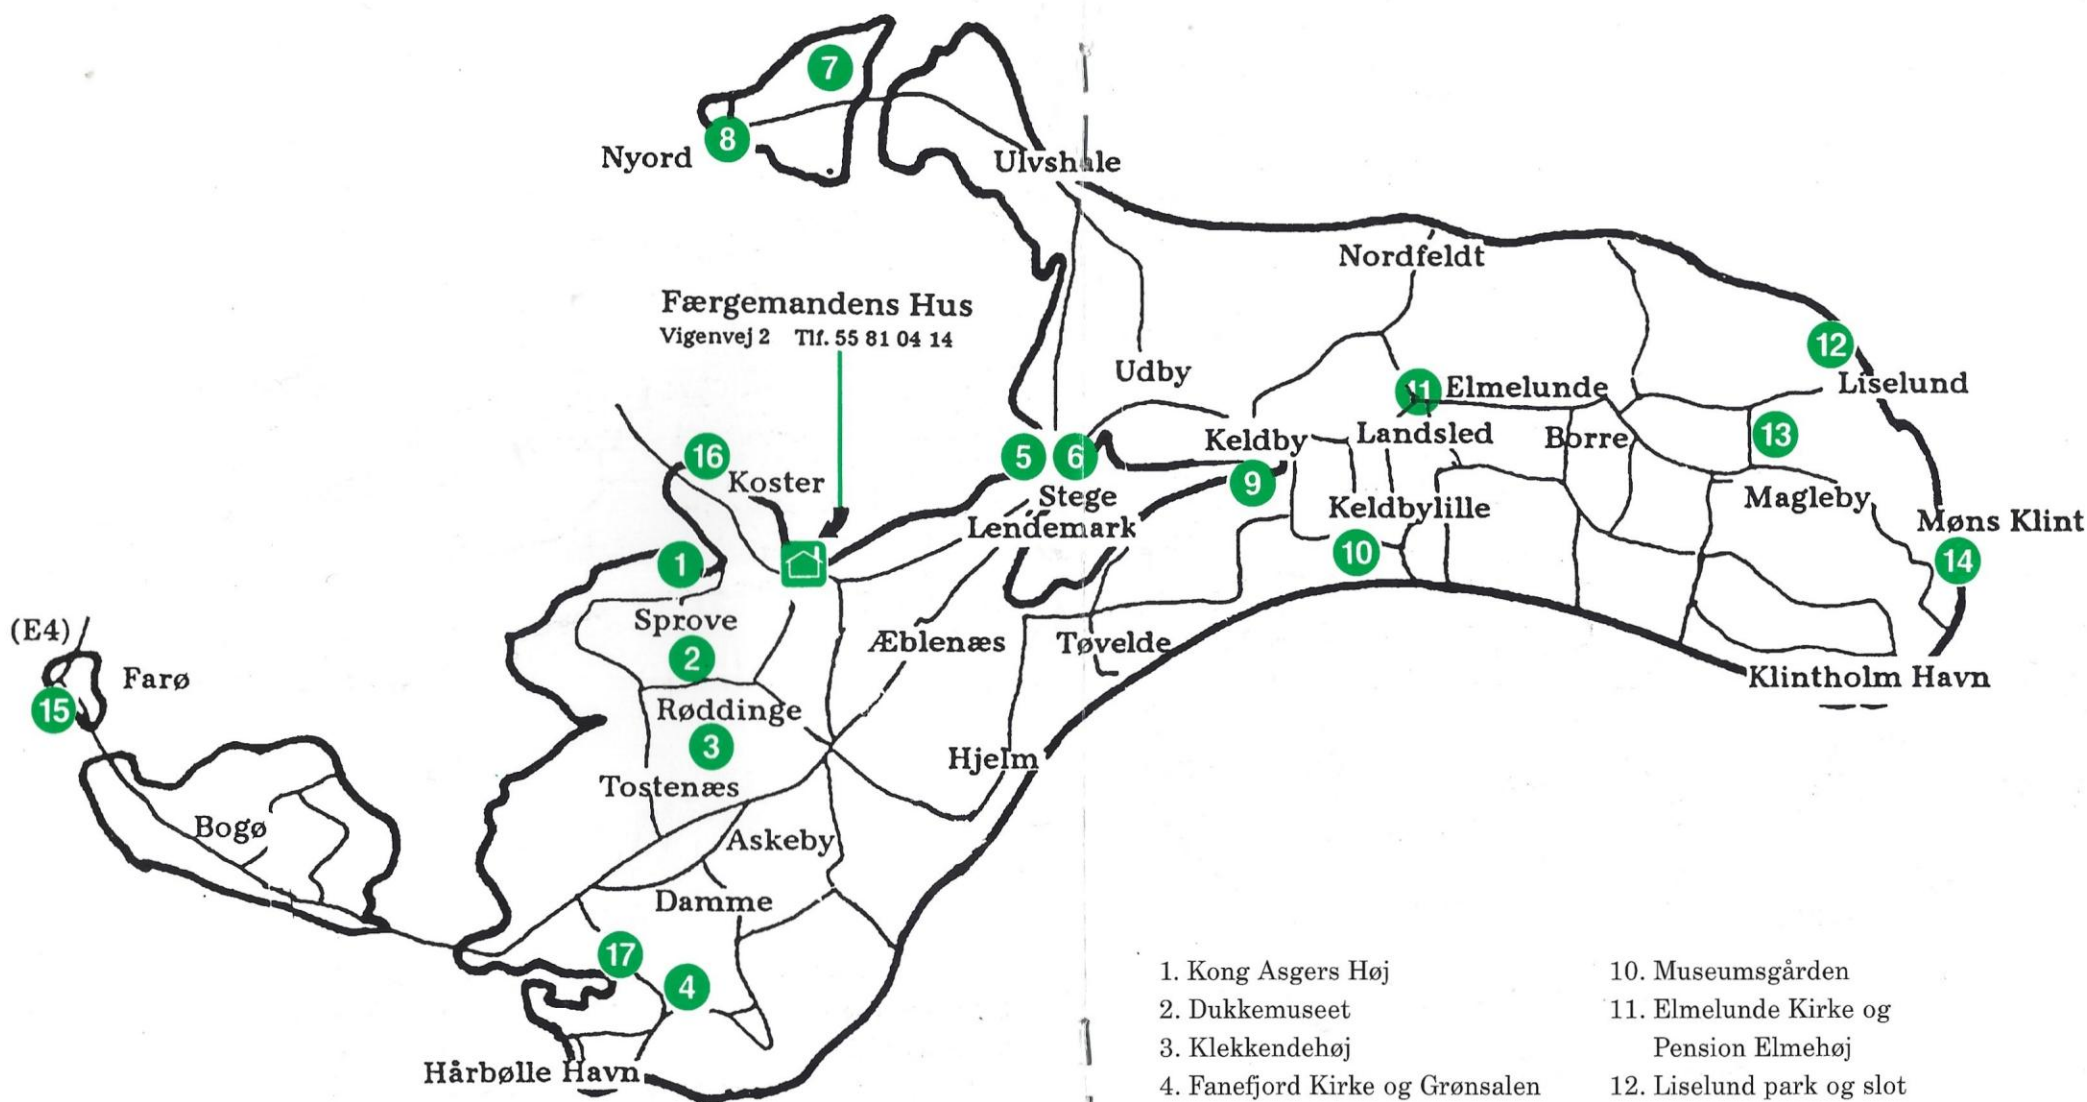 7
8
Nyord
Ulvshale
Nordfeldt
Færgemandens Hus
Vigenvej 2 Tlf. 55 81 04 14
12
Udby
11 Elmelunde
Liselund
16
Koster
5
6
Keldby
Landsled
Borre
13
9
Stege
Lendemark
Keldbylille
Magleby
Møns Klint
1
10
14
Sprove
2
Æblenæs
Tøvelde
(E4)
Farø
15
Klintholm Havn
Røddinge
3
Hjelm
Tostenæs
Bogø
Askeby
Damme
17
4
Hårbølle Havn
1. Kong Asgers Høj
2. Dukkemuseet
3. Klekkendehøj
4. Fanefjord Kirke og Grønsalen
10. Museumsgården
11. Elmelunde Kirke og
Pension Elmehøj
12. Liselund park og slot